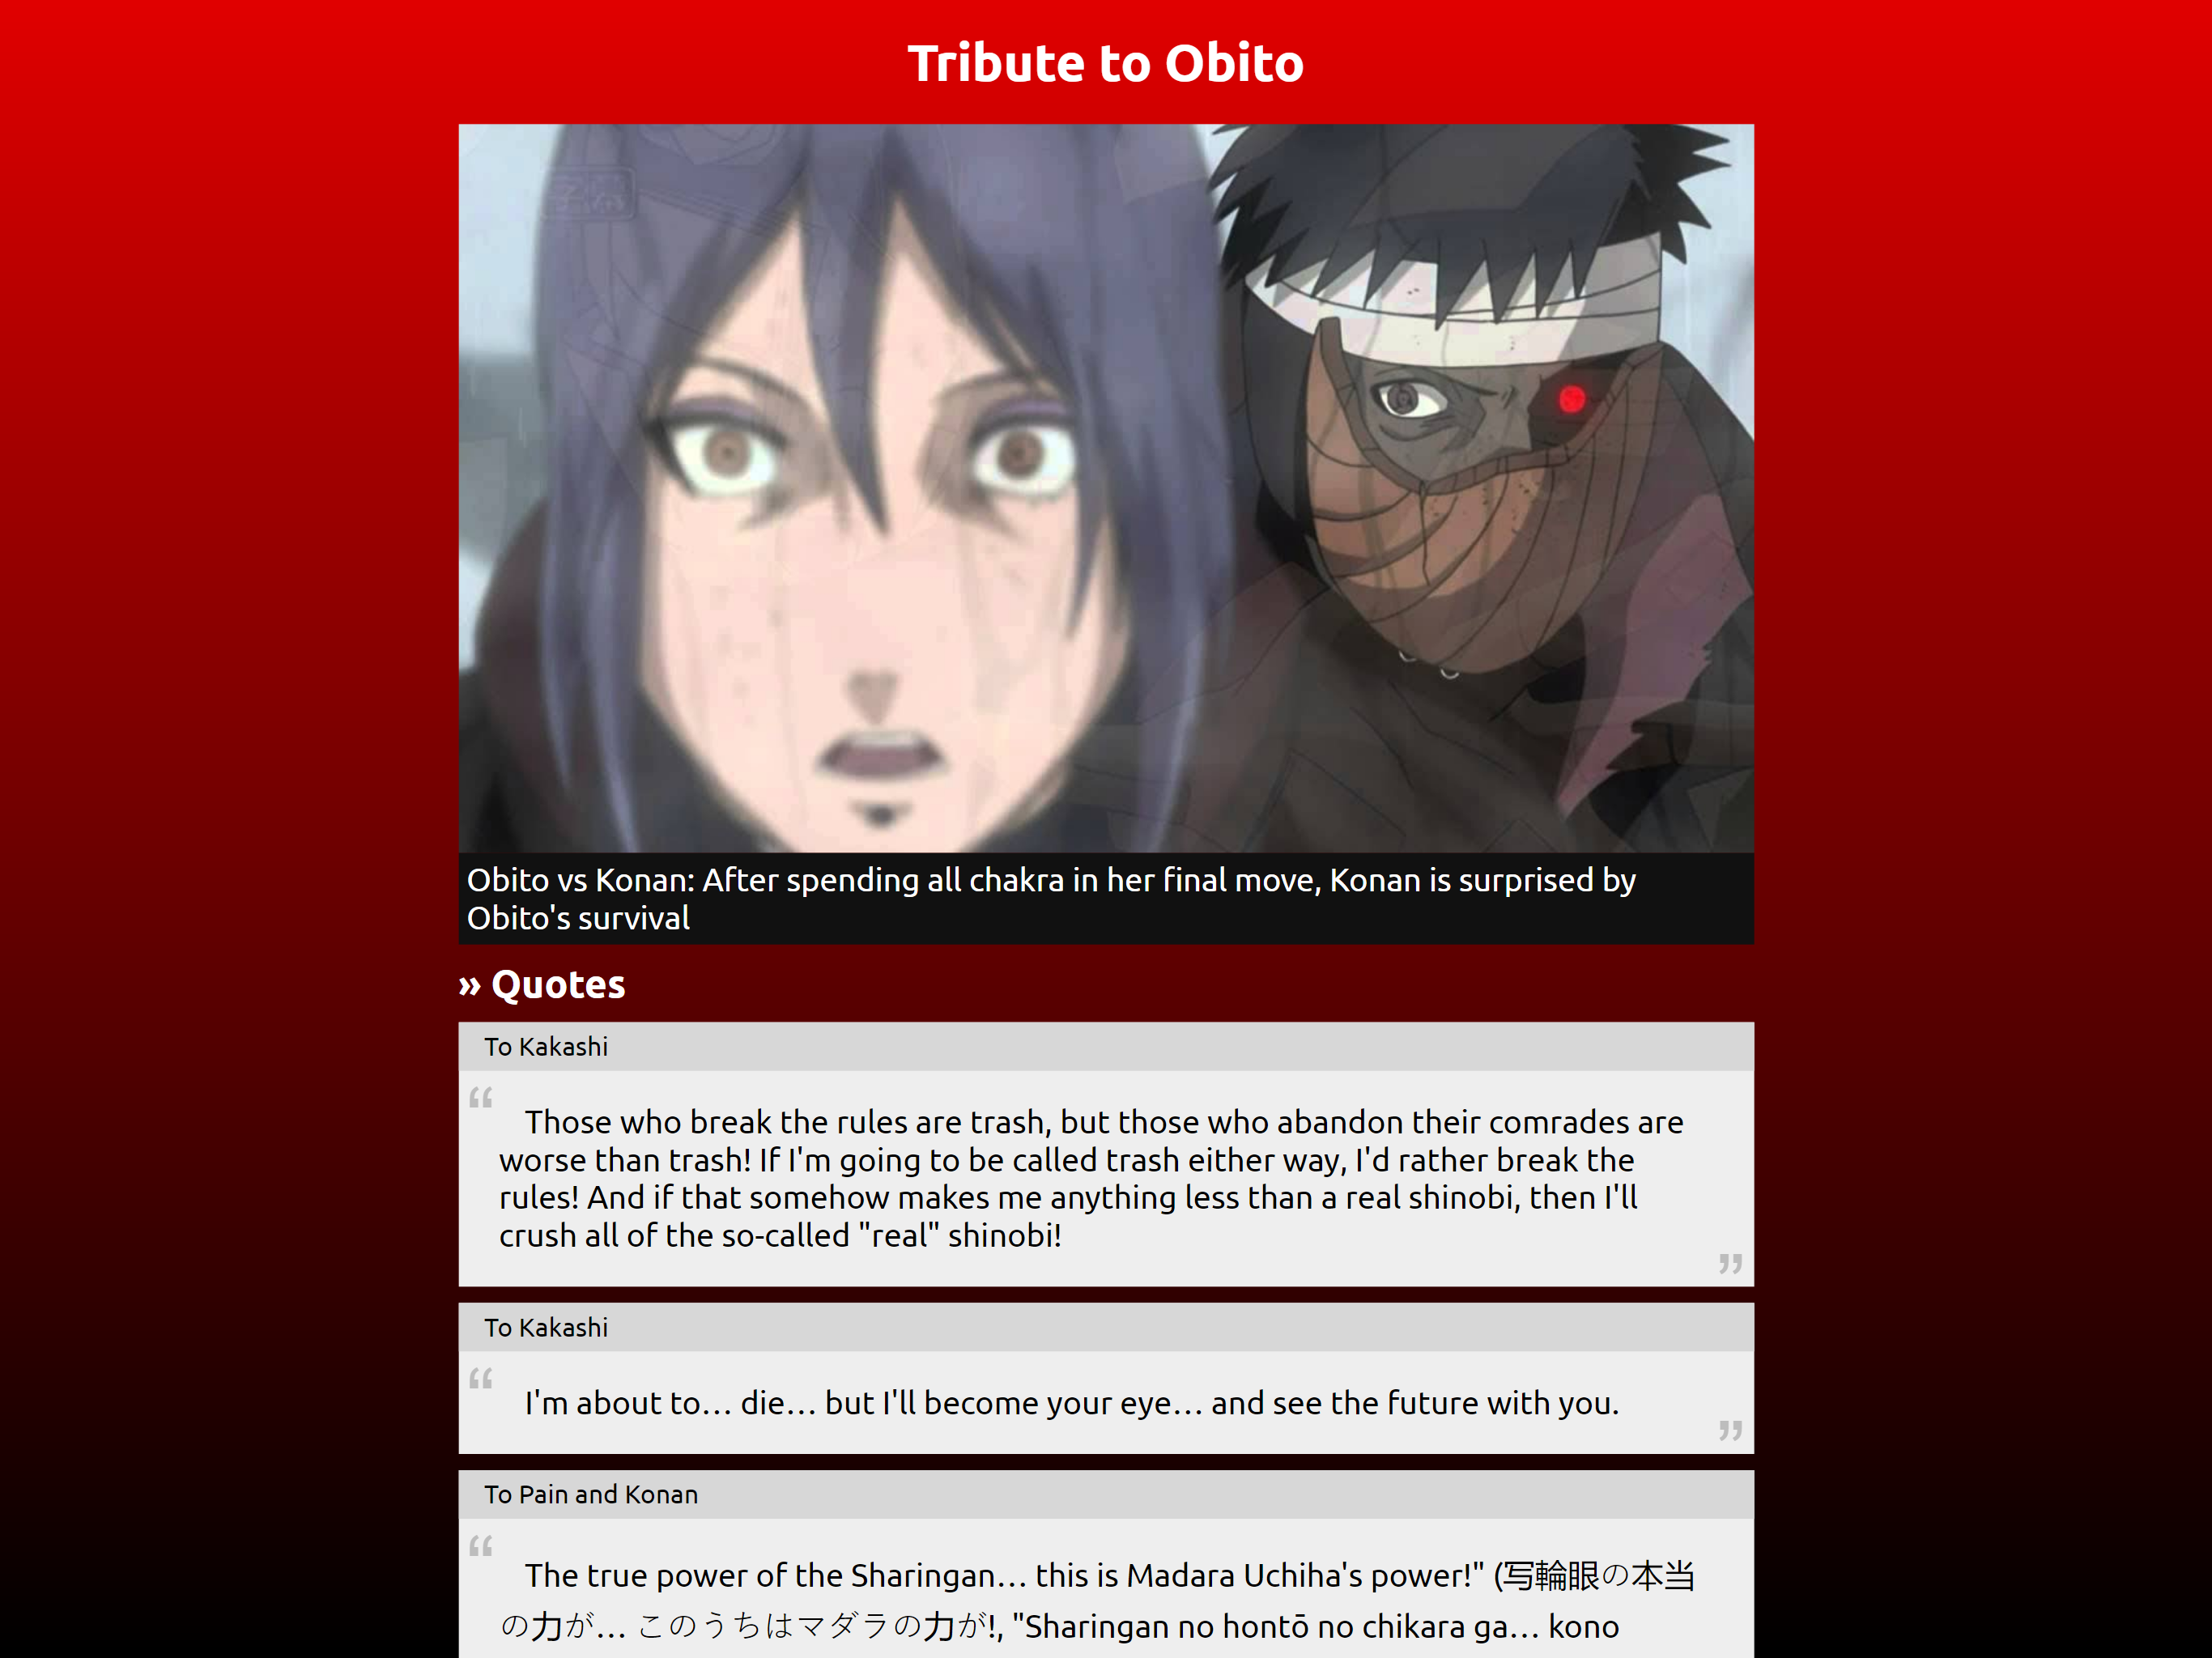 Tribute to Obito
Obito vs Konan: After spending all chakra in her final move, Konan is surprised by
Obito's survival
» Quotes
To Kakashi
“
Those who break the rules are trash, but those who abandon their comrades are
worse than trash! If I'm going to be called trash either way, I'd rather break the
rules! And if that somehow makes me anything less than a real shinobi, then I'll
crush all of the so-called "real" shinobi!
”
To Kakashi
“
I'm about to… die… but I'll become your eye… and see the future with you.
”
To Pain and Konan
“
The true power of the Sharingan… this is Madara Uchiha's power!" (写輪眼の本当
の力が… このうちはマダラの力が!, "Sharingan no hontō no chikara ga… kono